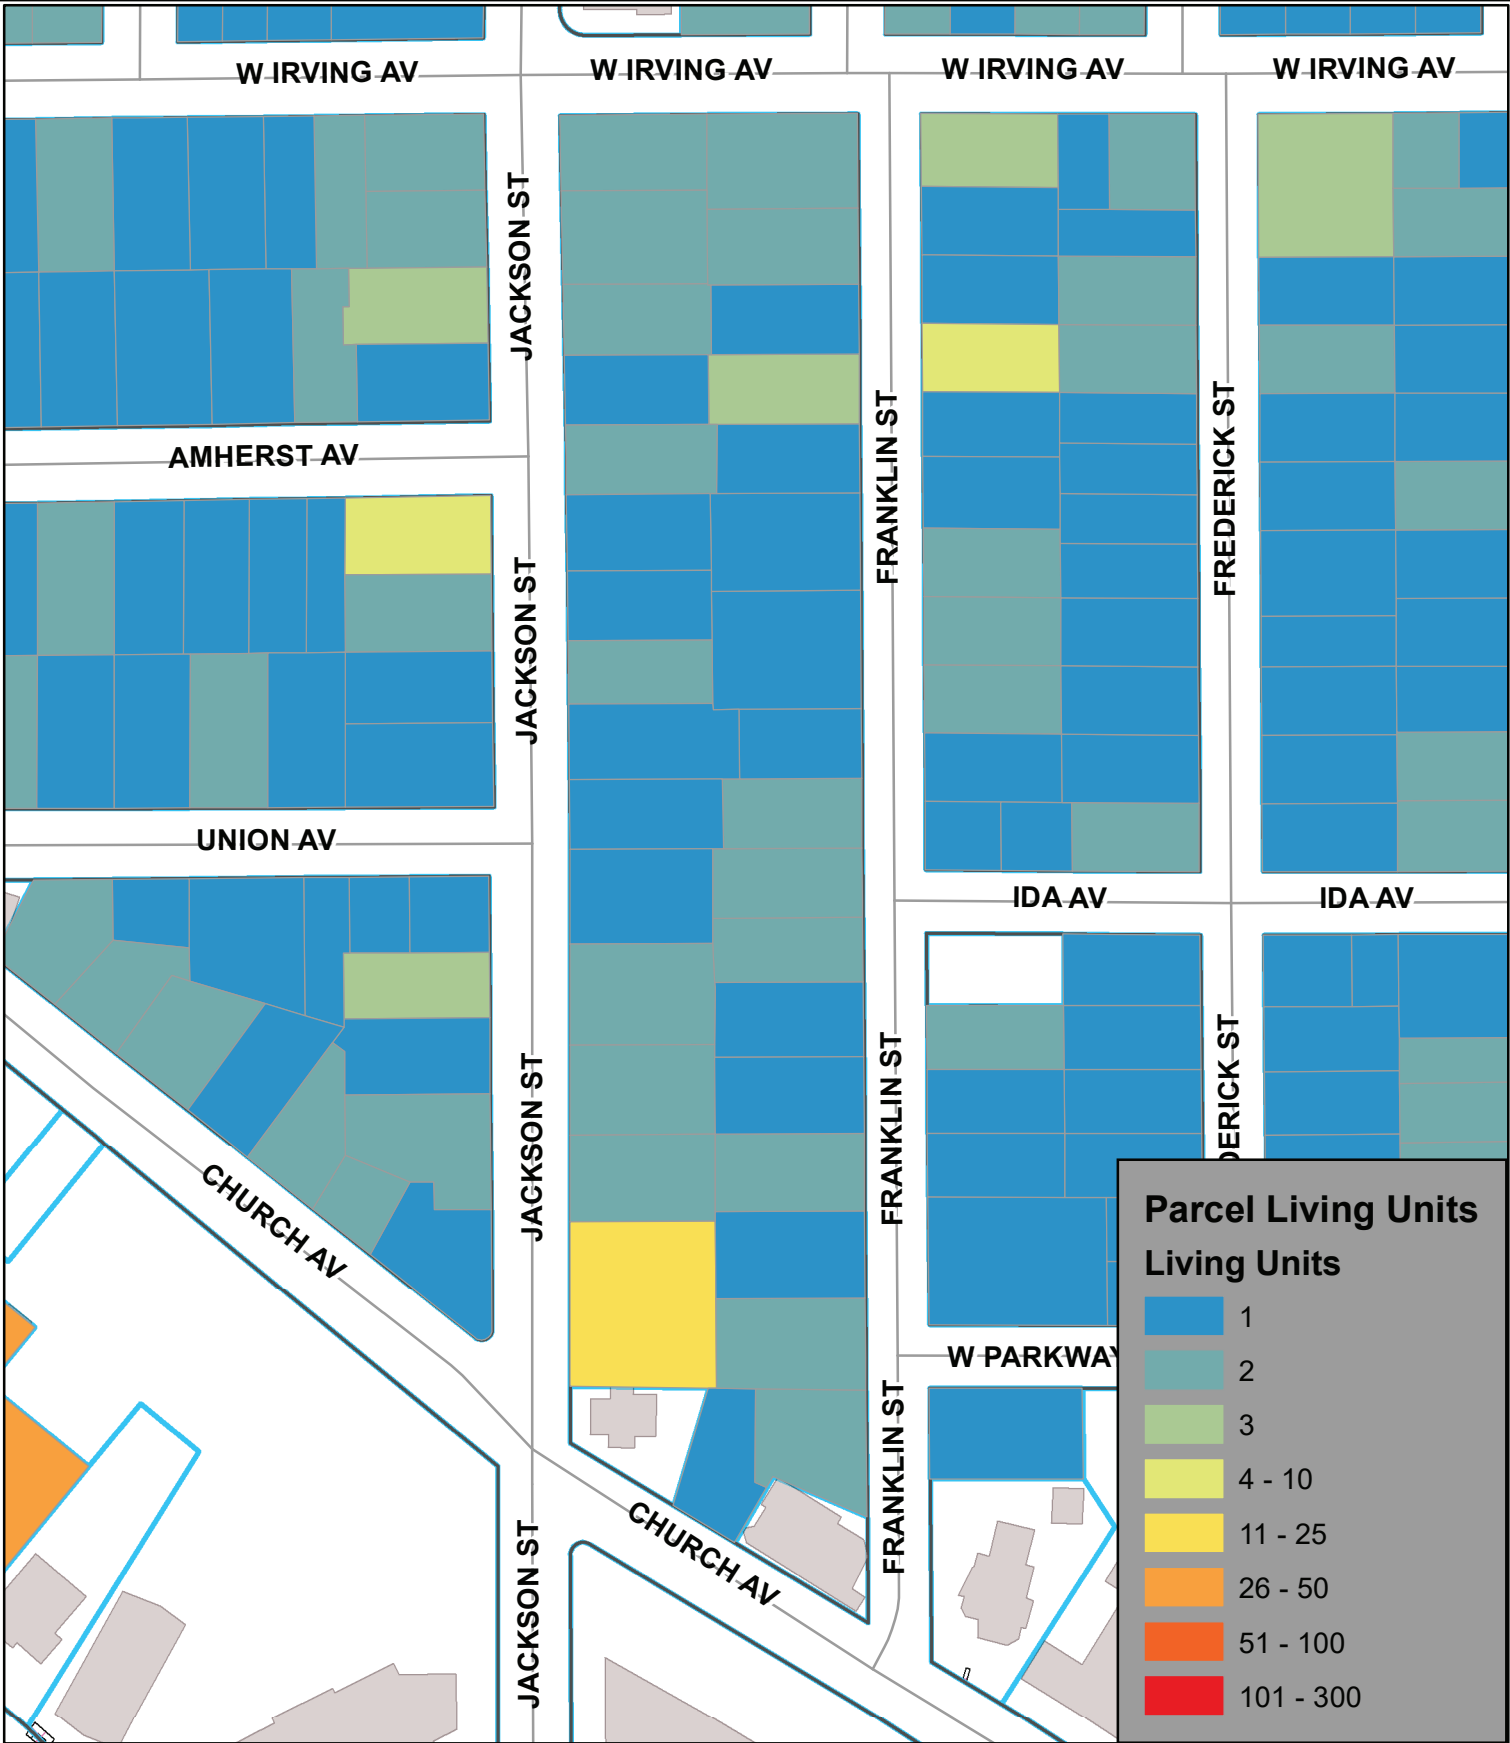 W IRVING AV
W IRVING AV
W IRVING AV
W IRVING AV
JACKSON ST
FRANKLIN ST
FREDERICK ST
AMHERST AV
JACKSON ST
UNION AV
IDA AV
IDA AV
JACKSON ST
FRANKLIN ST
DERICK ST
CHURCH AV
W PARKWAY
FRANKLIN ST
CHURCH AV
JACKSON ST
Parcel Living Units
Living Units
1
2
3
4 - 10
11 - 25
26 - 50
51 - 100
101 - 300